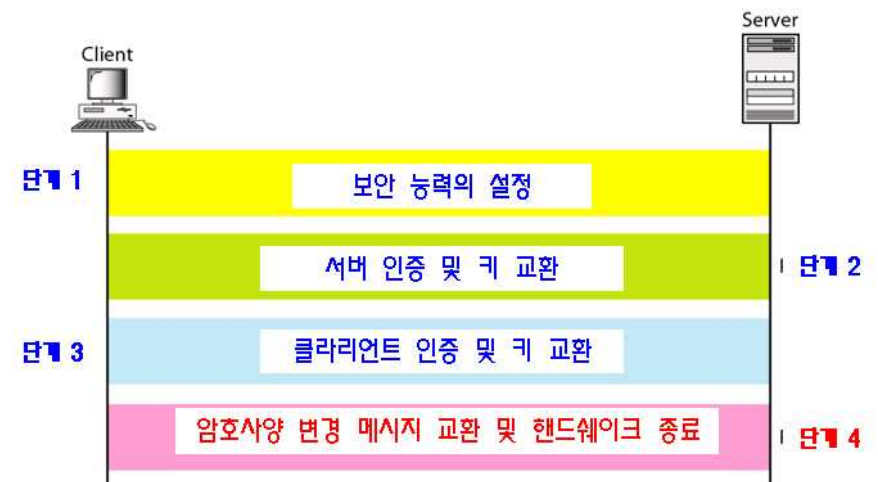 Server
Client
단계 1
보안 능력의 설정
서버 인증 및 키 교환
단계 2
단계 3
클라리언트 인증 및 키 교환
암호사양 변경 메시지 교환 및 핸드쉐이크 종료
단계 4